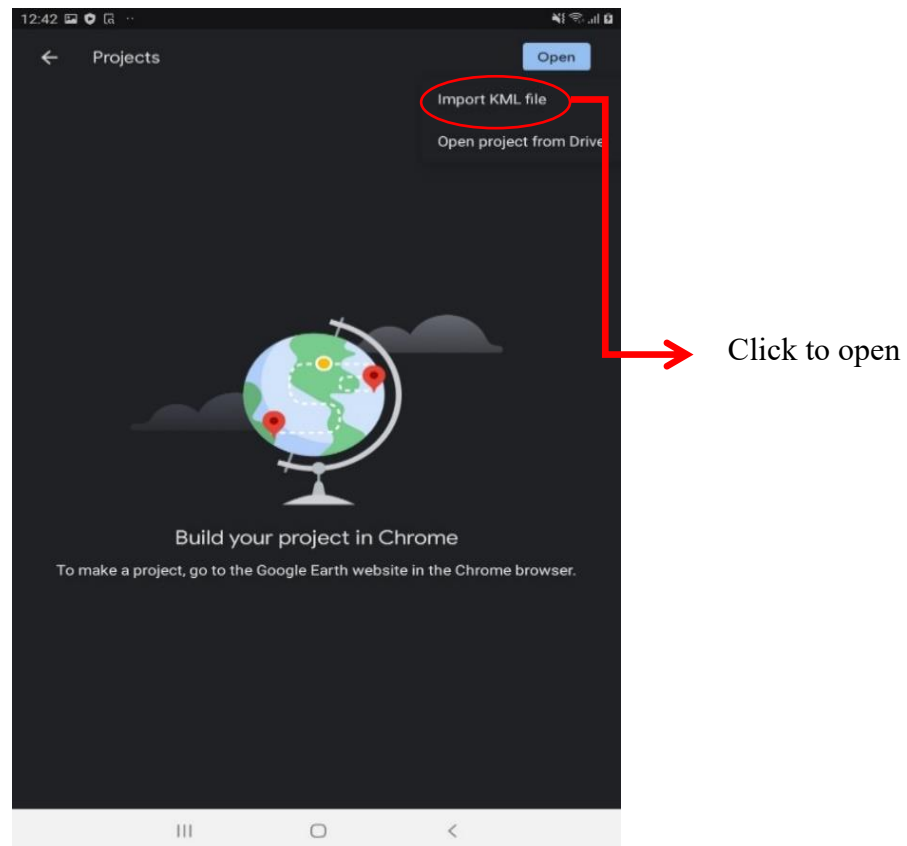 12:42
Projects
Open
Import KML file
Open project from Drive
Click to open
Build your project in Chrome
To make a project, go to the Google Earth website in the Chrome browser.